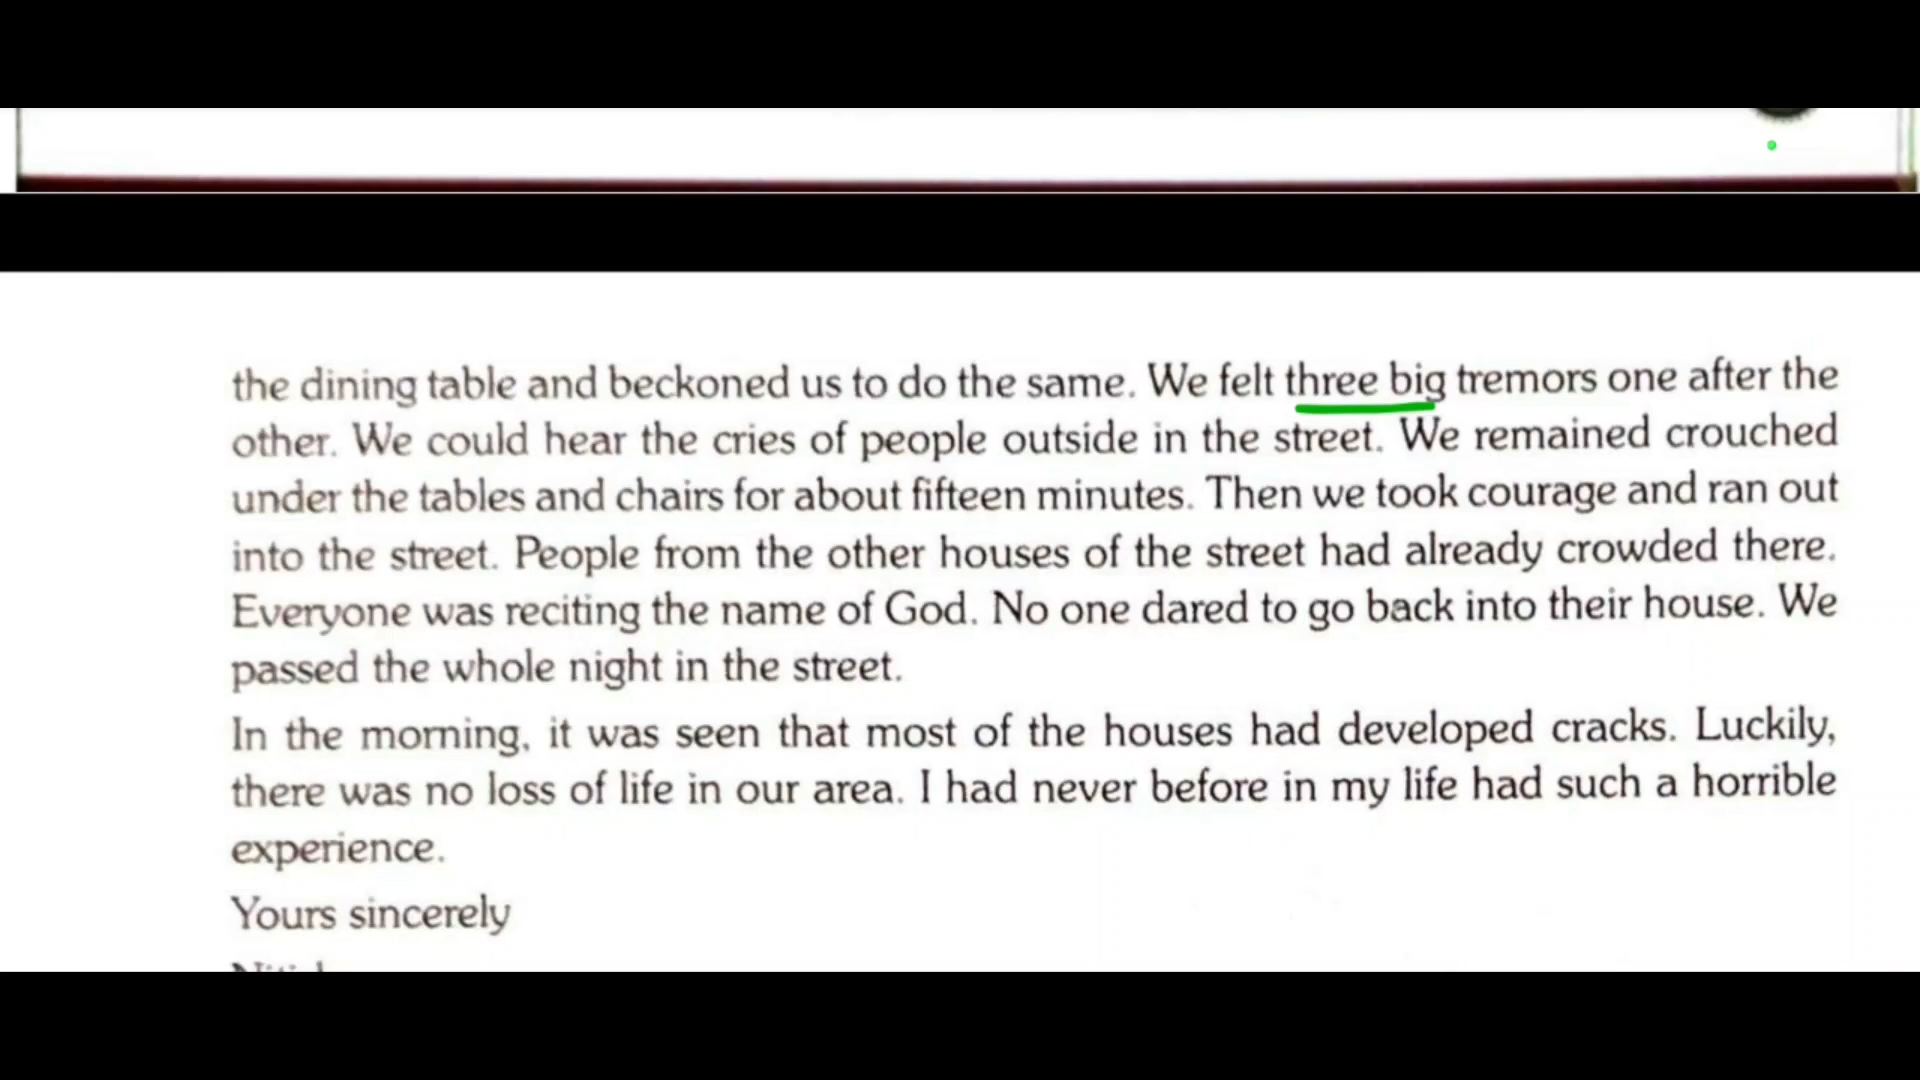 the dining table and beckoned us to do the same. We felt three big tremors one after the
other. We could hear the cries of people outside in the street. We remained crouched
under the tables and chairs for about fifteen minutes. Then we took courage and ran out
into the street. People from the other houses of the street had already crowded there.
Everyone was reciting the name of God. No one dared to go back into their house. We
passed the whole night in the street.
In the morning, it was seen that most of the houses had developed cracks. Luckily,
there was no loss of life in our area. I had never before in my life had such a horrible
experience.
Yours sincerely